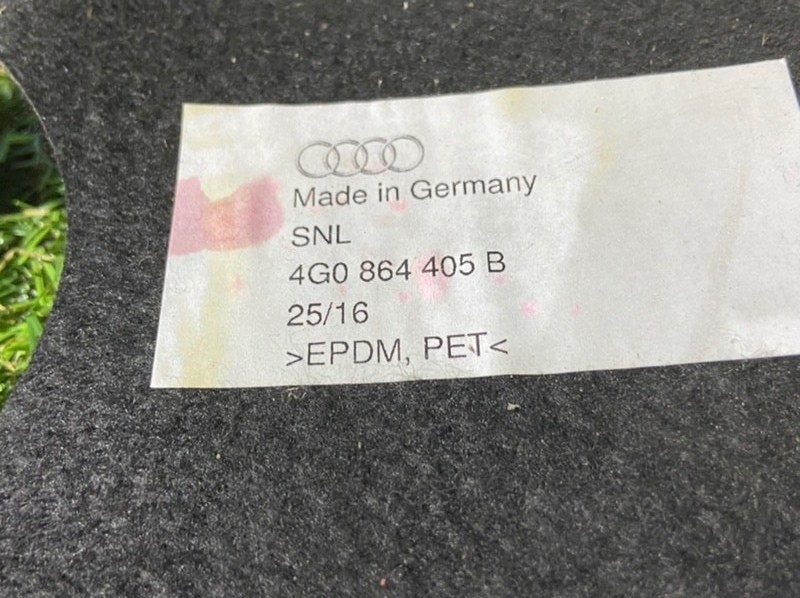 Made in Germany
SNL
4G0 864 405 B
25/16
>EPDM, PET<